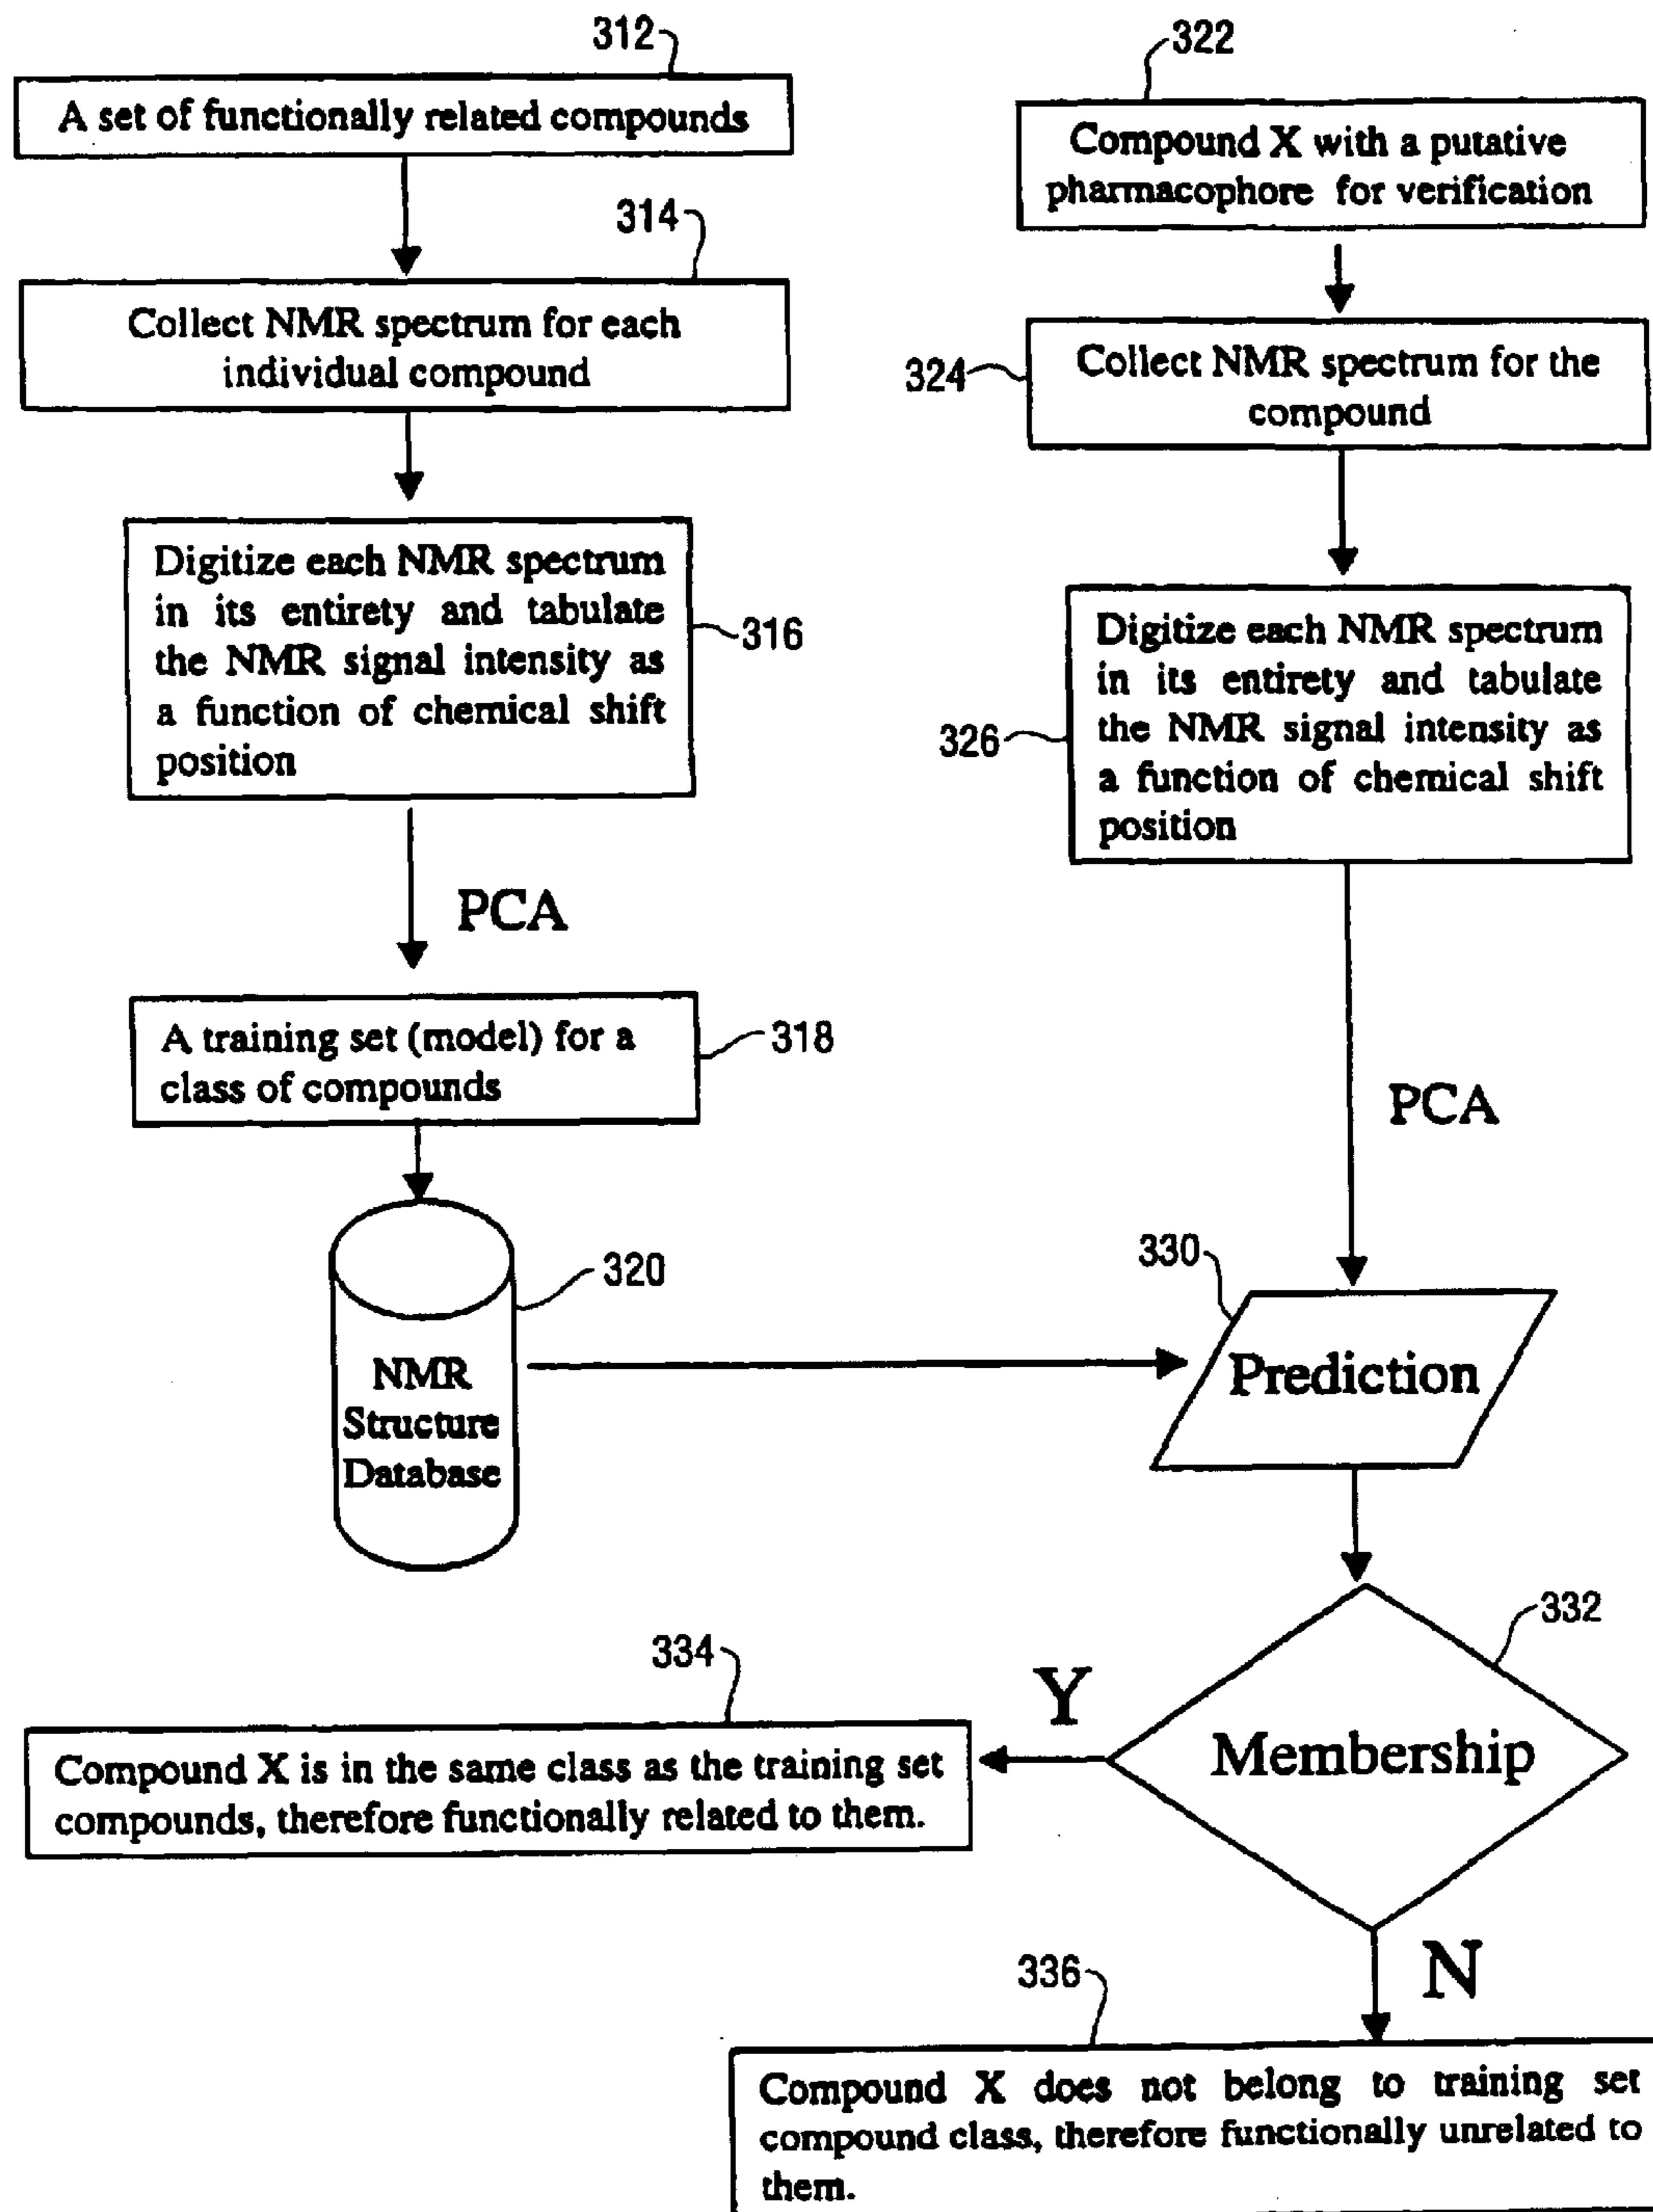 312
A set of functionally related compounds
314
Collect NMR spectrum for each
individual compound
Digitize each NMR spectrum
in its entirety and tabulate
the NMR signal intensity as
a function of chemical shift
position
316
PCA
A training set (model) for a
class of compounds
318
320
NMR
Structure
Database
322
Compound X with a putative
pharmacophore for verification
324
Collect NMR spectrum for the
compound
Digitize each NMR spectrum
in its entirety and tabulate
the NMR signal intensity as
a function of chemical shift
position
326
PCA
330
Prediction
332
Membership
Y
334
Compound X is in the same class as the training set
compounds, therefore functionally related to them.
N
336
Compound X does not belong to training set
compound class, therefore functionally unrelated to
them.